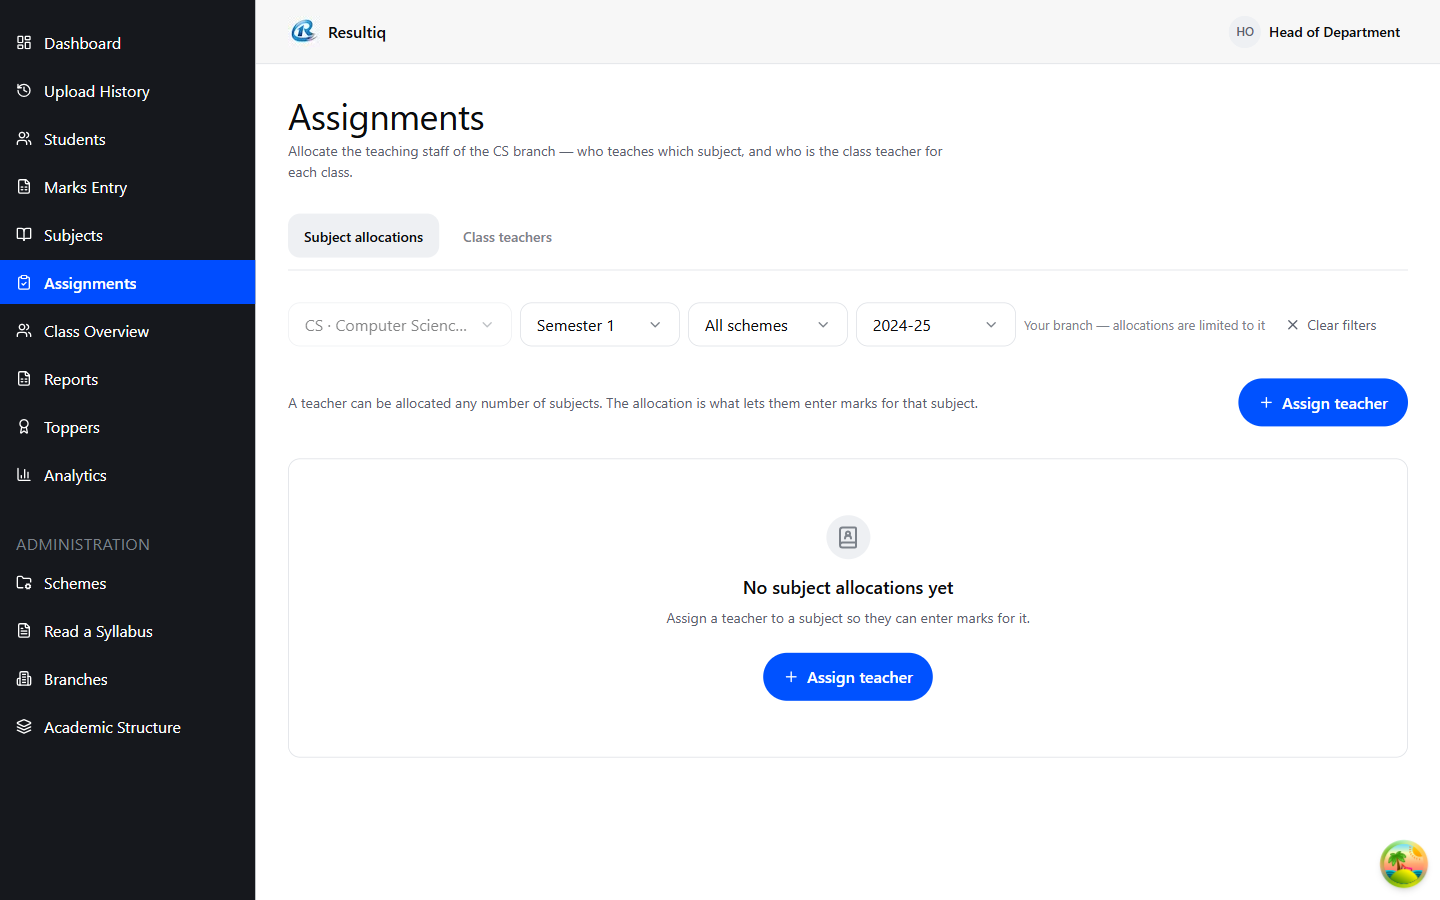 Dashboard
Upload History
Students
Marks Entry
Subjects
Assignments
Class Overview
Reports
Toppers
Analytics
ADMINISTRATION
Schemes
Read a Syllabus
Branches
Academic Structure
Resultiq
HO Head of Department
Assignments
Allocate the teaching staff of the CS branch — who teaches which subject, and who is the class teacher for
each class.
Subject allocations Class teachers
CS · Computer Scienc... Semester 1 All schemes 2024-25 Your branch — allocations are limited to it Clear filters
A teacher can be allocated any number of subjects. The allocation is what lets them enter marks for that subject.
Assign teacher
No subject allocations yet
Assign a teacher to a subject so they can enter marks for it.
Assign teacher